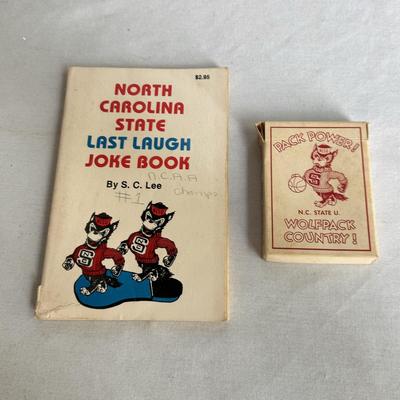 $2.95
NORTH
CAROLINA
STATE
LAST LAUGH
JOKE BOOK
N.C.A.A
By S. C. Lee
Champs
#1
PACK POWER!
N.C. STATE U.
WOLFPACK
COUNTRY!